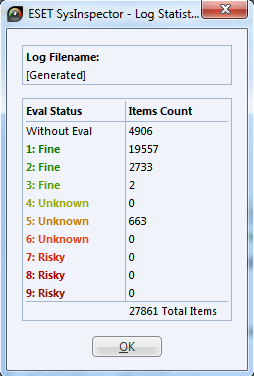 ESET SysInspector - Log Statist...
Log Filename:
[Generated]
Eval Status Items Count
Without Eval 4906
1: Fine 19557
2: Fine 2733
3: Fine 2
4: Unknown 0
5: Unknown 663
6: Unknown 0
7: Risky 0
8: Risky 0
9: Risky 0
27861 Total Items
OK